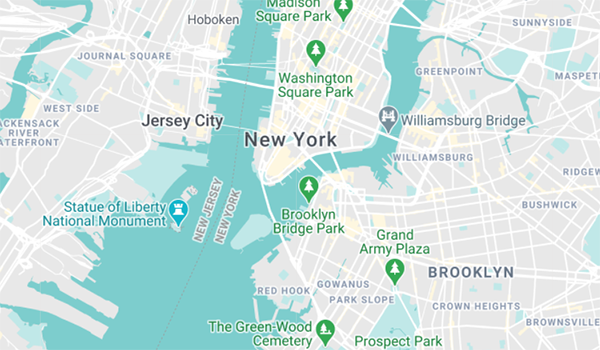 Madison
Square Park
Hoboken
SUNNYSIDE
JOURNAL SQUARE
Washington
Square Park
GREENPOINT
MASPETH
WEST SIDE
HACKENSACK
RIVER
WATERFRONT
Jersey City
New York
Williamsburg Bridge
WILLIAMSBURG
RIDGEW
Statue of Liberty
National Monument
NEW JERSEY
NEW YORK
Brooklyn
Bridge Park
BUSHWICK
Grand
Army Plaza
BROOKLYN
RED HOOK
GOWANUS
PARK SLOPE
CROWN HEIGHTS
BROWNSVILLE
The Green-Wood
Cemetery
Prospect Park